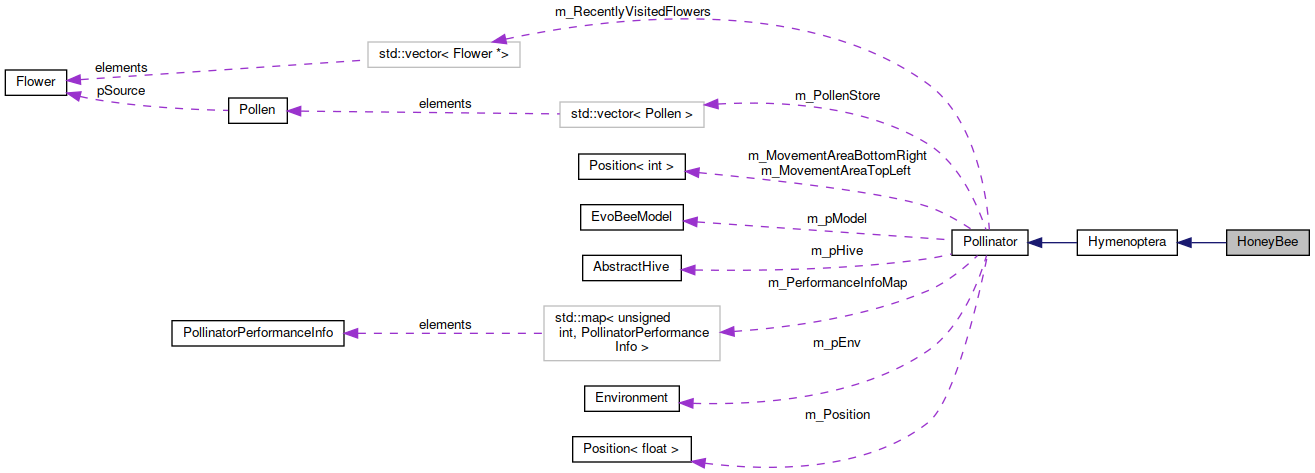 m_RecentlyVisitedFlowers
std::vector< Flower *>
elements
Flower
pSource
Pollen
elements
std::vector< Pollen >
m_PollenStore
Position< int >
m_MovementAreaBottomRight
m_MovementAreaTopLeft
EvoBeeModel
m_pModel
Pollinator
Hymenoptera
HoneyBee
AbstractHive
m_pHive
m_PerformanceInfoMap
PollinatorPerformanceInfo
elements
std::map< unsigned
int, PollinatorPerformance
Info >
m_pEnv
Environment
m_Position
Position< float >